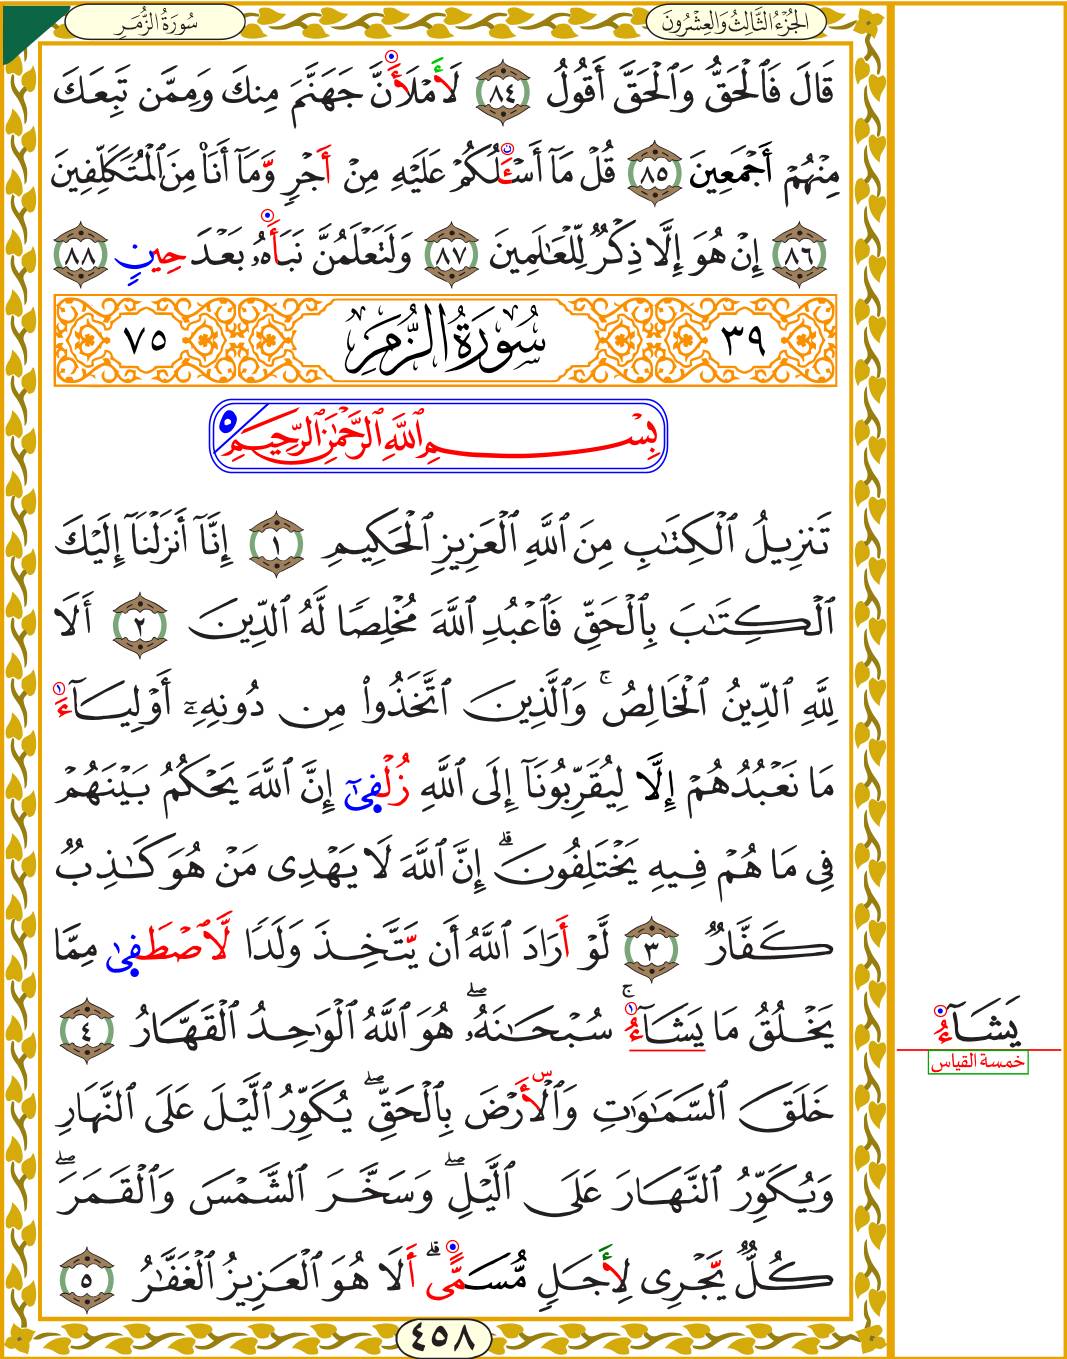 الجُزْءُ الثَّالِثُ وَالعِشْرُونَ
سُورَةُ الزُّمَر
قَالَ فَٱلْحَقُّ وَٱلْحَقَّ أَقُولُ ٨٤ لَأَمْلَأَنَّ جَهَنَّمَ مِنكَ وَمِمَّن تَبِعَكَ
مِنْهُمْ أَجْمَعِينَ ٨٥ قُلْ مَآ أَسْـَٔلُكُمْ عَلَيْهِ مِنْ أَجْرٍ وَّمَآ أَنَا۠ مِنَ ٱلْمُتَكَلِّفِينَ
٨٦ إِنْ هُوَ إِلَّا ذِكْرٌ لِّلْعَـٰلَمِينَ ٨٧ وَلَتَعْلَمُنَّ نَبَأَهُۥ بَعْدَ حِينٍ ٨٨
٣٩ سُورَةُ الزُّمَرِ ٧٥
بِسْمِ ٱللَّهِ ٱلرَّحْمَـٰنِ ٱلرَّحِيمِ ٥
تَنزِيلُ ٱلْكِتَـٰبِ مِنَ ٱللَّهِ ٱلْعَزِيزِ ٱلْحَكِيمِ ١ إِنَّآ أَنزَلْنَآ إِلَيْكَ
ٱلْكِتَـٰبَ بِٱلْحَقِّ فَٱعْبُدِ ٱللَّهَ مُخْلِصًا لَّهُ ٱلدِّينَ ٢ أَلَا
لِلَّهِ ٱلدِّينُ ٱلْخَالِصُ ۚ وَٱلَّذِينَ ٱتَّخَذُوا۟ مِن دُونِهِۦٓ أَوْلِيَآءَ
مَا نَعْبُدُهُمْ إِلَّا لِيُقَرِّبُونَآ إِلَى ٱللَّهِ زُلْفِىٰٓ إِنَّ ٱللَّهَ يَحْكُمُ بَيْنَهُمْ
فِى مَا هُمْ فِيهِ يَخْتَلِفُونَ ۗ إِنَّ ٱللَّهَ لَا يَهْدِى مَنْ هُوَ كَـٰذِبٌ
كَفَّارٌ ٣ لَّوْ أَرَادَ ٱللَّهُ أَن يَّتَّخِذَ وَلَدًا لَّٱصْطَفِىٰ مِمَّا
يَخْلُقُ مَا يَشَآءُ ۚ سُبْحَـٰنَهُۥ ۖ هُوَ ٱللَّهُ ٱلْوَٰحِدُ ٱلْقَهَّارُ ٤
يَشَآءُ
خمسة القياس
خَلَقَ ٱلسَّمَـٰوَٰتِ وَٱلْأَرْضَ بِٱلْحَقِّ ۖ يُكَوِّرُ ٱلَّيْلَ عَلَى ٱلنَّهَارِ
وَيُكَوِّرُ ٱلنَّهَارَ عَلَى ٱلَّيْلِ ۖ وَسَخَّرَ ٱلشَّمْسَ وَٱلْقَمَرَ ۖ
كُلٌّ يَّجْرِى لِأَجَلٍ مُّسَمًّى ۗ أَلَا هُوَ ٱلْعَزِيزُ ٱلْغَفَّـٰرُ ٥
٤٥٨